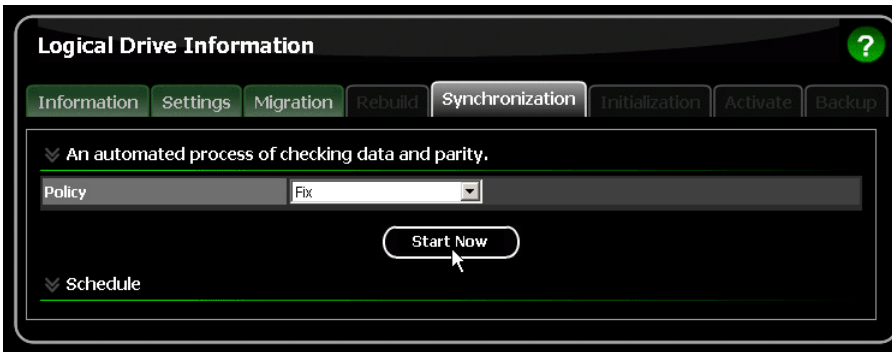 Logical Drive Information
?
Information Settings Migration Rebuild Synchronization Initialization Activate Backup
An automated process of checking data and parity.
Policy Fix
Start Now
Schedule